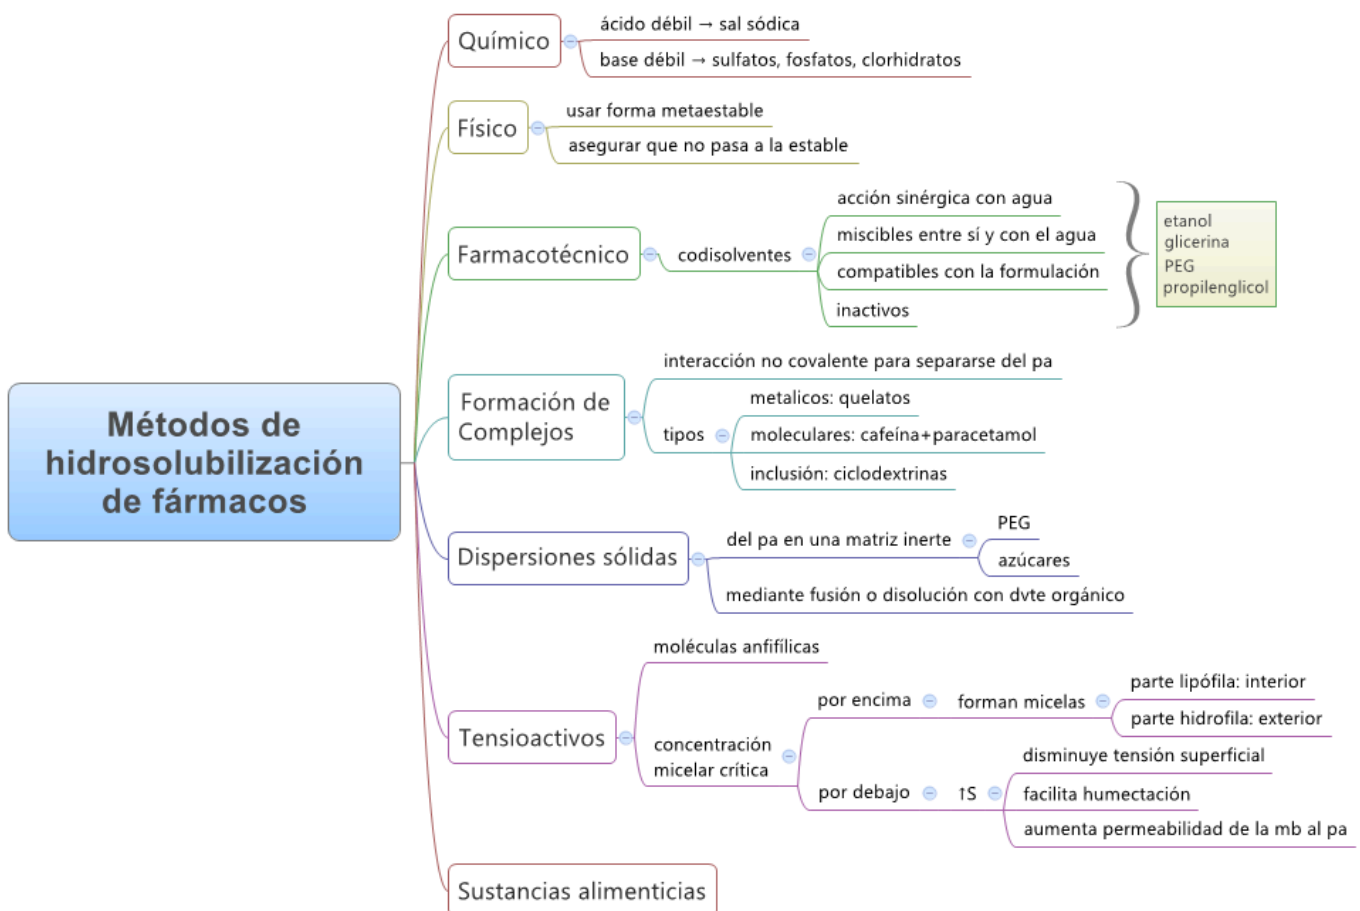 Métodos de
hidrosolubilización
de fármacos
Químico
ácido débil → sal sódica
base débil → sulfatos, fosfatos, clorhidratos
Físico
usar forma metaestable
asegurar que no pasa a la estable
Farmacotécnico
codisolventes
acción sinérgica con agua
miscibles entre sí y con el agua
compatibles con la formulación
inactivos
etanol
glicerina
PEG
propilenglicol
Formación de
Complejos
interacción no covalente para separarse del pa
tipos
metalicos: quelatos
moleculares: cafeína+paracetamol
inclusión: ciclodextrinas
Dispersiones sólidas
del pa en una matriz inerte
PEG
azúcares
mediante fusión o disolución con dvte orgánico
Tensioactivos
moléculas anfifílicas
concentración
micelar crítica
por encima
forman micelas
parte lipófila: interior
parte hidrofila: exterior
por debajo
↑S
disminuye tensión superficial
facilita humectación
aumenta permeabilidad de la mb al pa
Sustancias alimenticias